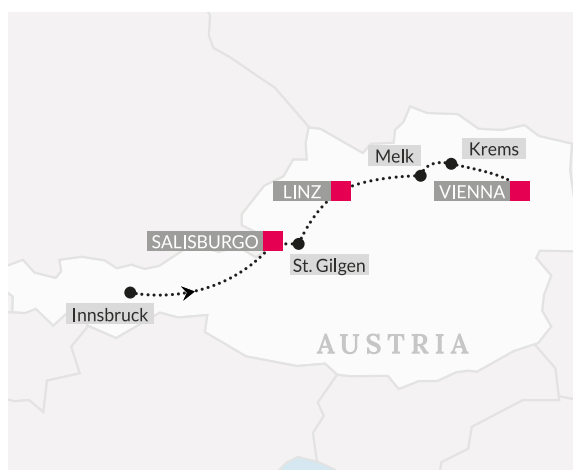 Krems
Melk
LINZ
VIENNA
SALISBURGO
St. Gilgen
Innsbruck
AUSTRIA